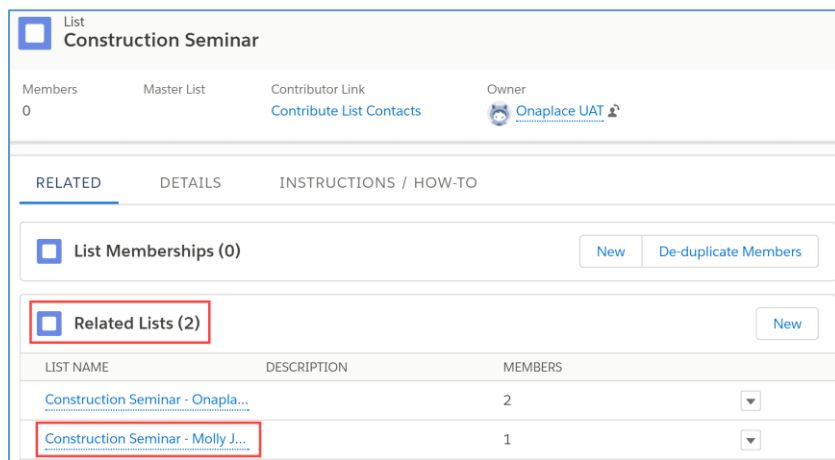 List
Construction Seminar
Members Master List Contributor Link Owner
0 Contribute List Contacts Onaplace UAT
RELATED DETAILS INSTRUCTIONS / HOW-TO
List Memberships (0) New De-duplicate Members
Related Lists (2) New
LIST NAME DESCRIPTION MEMBERS
Construction Seminar - Onapla... 2
Construction Seminar - Molly J... 1